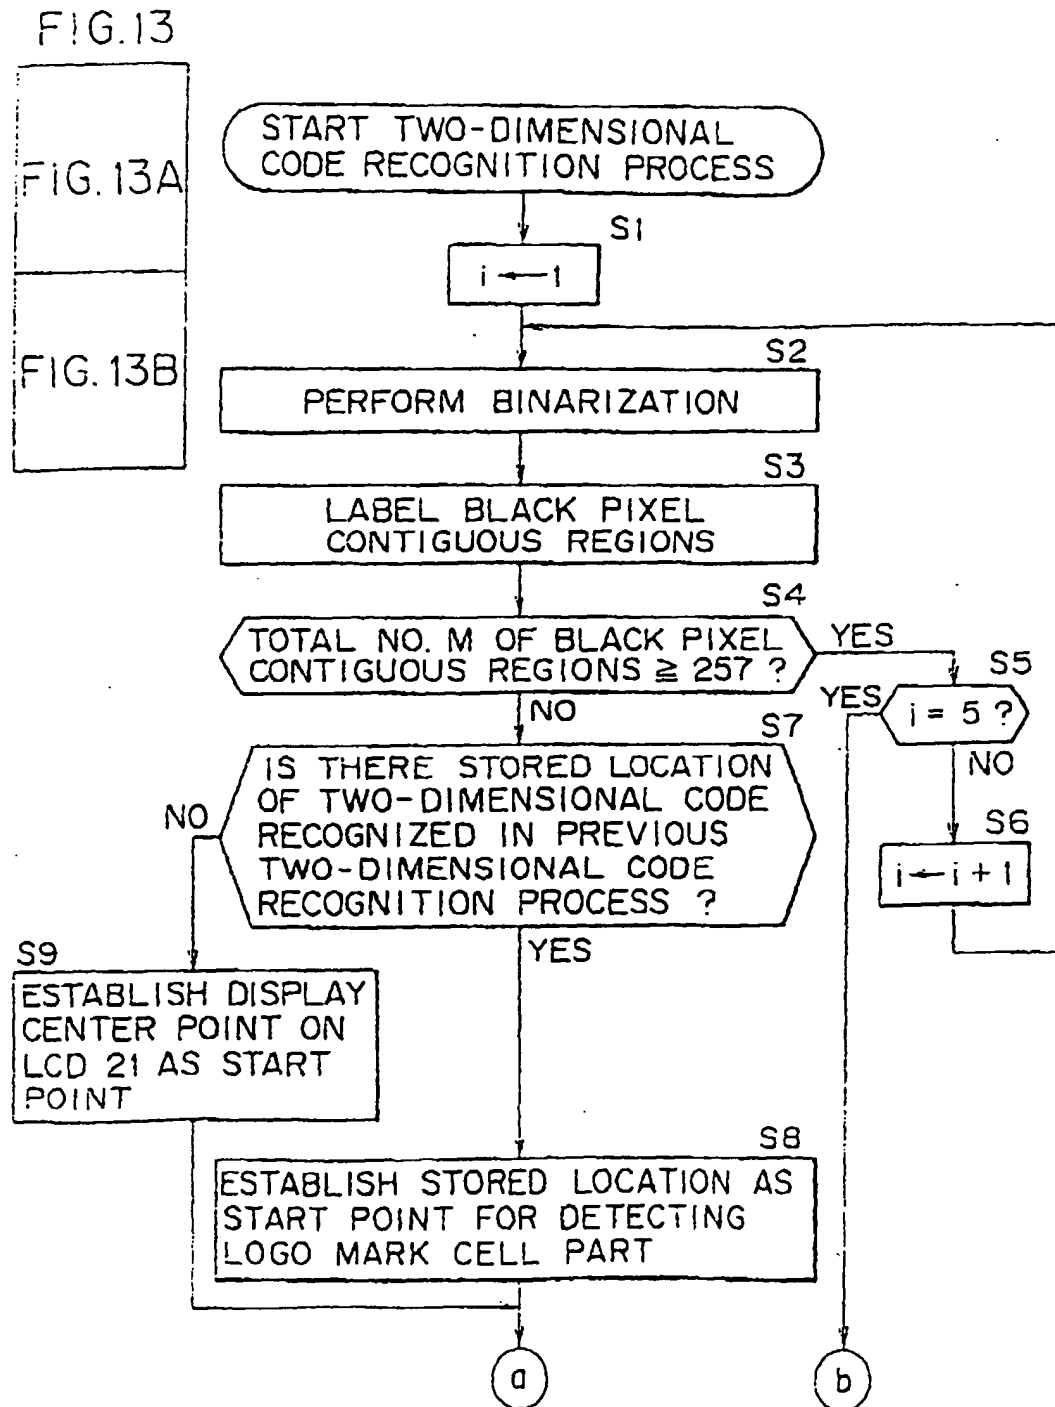 FIG.13
FIG.13A
FIG.13B
START TWO-DIMENSIONAL
CODE RECOGNITION PROCESS
S1
i ← 1
S2
PERFORM BINARIZATION
S3
LABEL BLACK PIXEL
CONTIGUOUS REGIONS
S4
TOTAL NO. M OF BLACK PIXEL
CONTIGUOUS REGIONS ≧ 257 ?
YES
NO
S5
i = 5 ?
YES
NO
S6
i ← i + 1
S7
IS THERE STORED LOCATION
OF TWO-DIMENSIONAL CODE
RECOGNIZED IN PREVIOUS
TWO-DIMENSIONAL CODE
RECOGNITION PROCESS ?
NO
YES
S9
ESTABLISH DISPLAY
CENTER POINT ON
LCD 21 AS START
POINT
S8
ESTABLISH STORED LOCATION AS
START POINT FOR DETECTING
LOGO MARK CELL PART
a
b